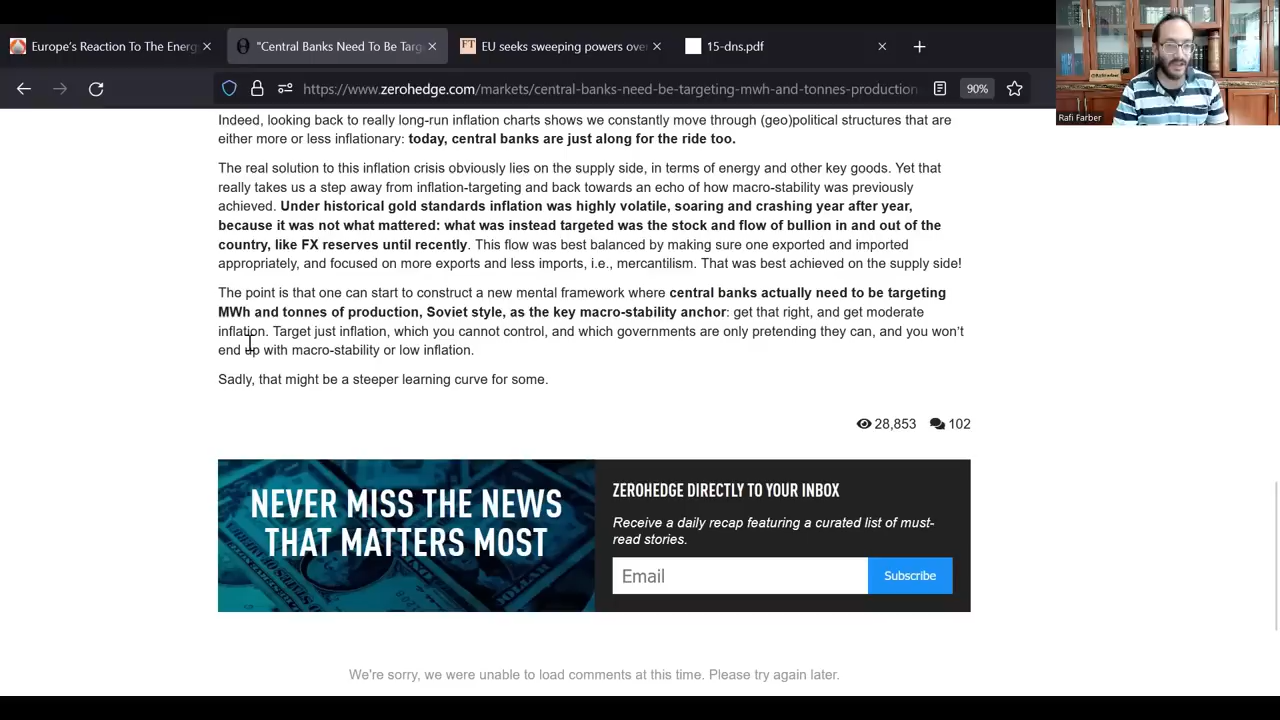 Europe's Reaction To The Energ
"Central Banks Need To Be Targ
FT EU seeks sweeping powers ove
15-dns.pdf
https://www.zerohedge.com/markets/central-banks-need-be-targeting-mwh-and-tonnes-production
90%
Rafi Farber
Indeed, looking back to really long-run inflation charts shows we constantly move through (geo)political structures that are
either more or less inflationary: today, central banks are just along for the ride too.
The real solution to this inflation crisis obviously lies on the supply side, in terms of energy and other key goods. Yet that
really takes us a step away from inflation-targeting and back towards an echo of how macro-stability was previously
achieved. Under historical gold standards inflation was highly volatile, soaring and crashing year after year,
because it was not what mattered: what was instead targeted was the stock and flow of bullion in and out of the
country, like FX reserves until recently. This flow was best balanced by making sure one exported and imported
appropriately, and focused on more exports and less imports, i.e., mercantilism. That was best achieved on the supply side!
The point is that one can start to construct a new mental framework where central banks actually need to be targeting
MWh and tonnes of production, Soviet style, as the key macro-stability anchor: get that right, and get moderate
inflation. Target just inflation, which you cannot control, and which governments are only pretending they can, and you won't
end up with macro-stability or low inflation.
Sadly, that might be a steeper learning curve for some.
28,853 102
NEVER MISS THE NEWS
THAT MATTERS MOST
ZEROHEDGE DIRECTLY TO YOUR INBOX
Receive a daily recap featuring a curated list of must-
read stories.
Email
Subscribe
We're sorry, we were unable to load comments at this time. Please try again later.